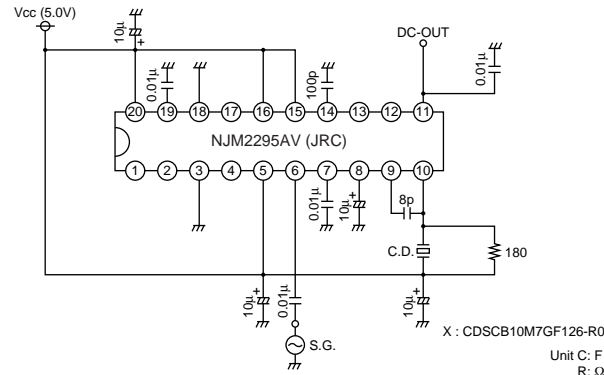 Vcc (5.0V)
10μ
+
0.01μ
100p
DC-OUT
0.01μ
20 19 18 17 16 15 14 13 12 11
NJM2295AV (JRC)
1 2 3 4 5 6 7 8 9 10
0.01μ
10μ
+
8p
C.D.
180
10μ
+
0.01μ
10μ
+
S.G.
X : CDSCB10M7GF126-R0
Unit C: F
R: Ω